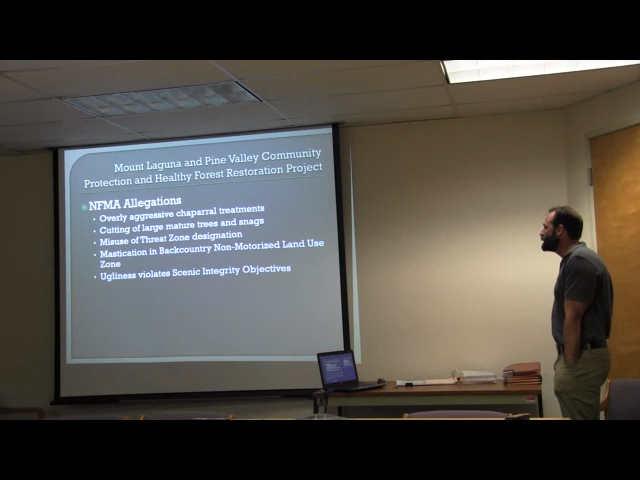 Mount Laguna and Pine Valley Community
Protection and Healthy Forest Restoration Project
NFMA Allegations
• Overly aggressive chaparral treatments
• Cutting of large mature trees and snags
• Misuse of Threat Zone designation
• Mastication in Backcountry Non-Motorized Land Use
Zone
• Ugliness violates Scenic Integrity Objectives